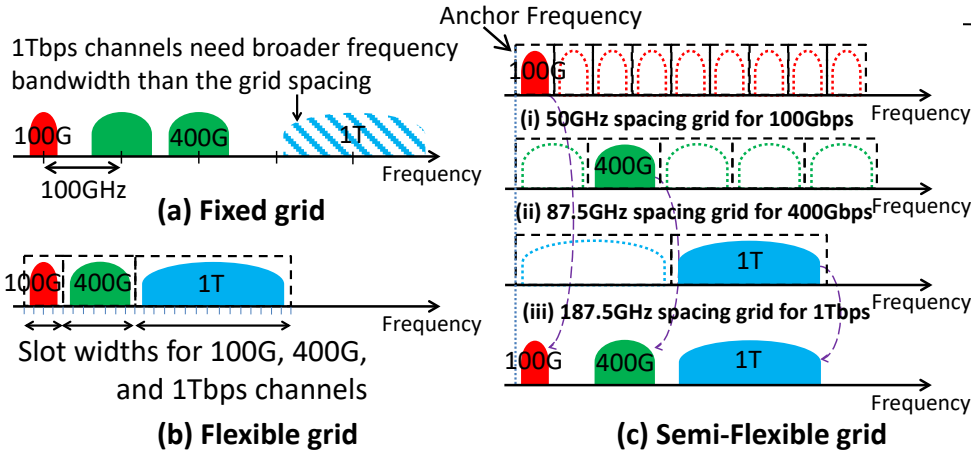 1Tbps channels need broader frequency
bandwidth than the grid spacing
100G
400G
1T
Frequency
100GHz
(a) Fixed grid
100G
400G
1T
Frequency
Slot widths for 100G, 400G,
and 1Tbps channels
(b) Flexible grid
Anchor Frequency
100G
Frequency
(i) 50GHz spacing grid for 100Gbps
400G
Frequency
(ii) 87.5GHz spacing grid for 400Gbps
1T
Frequency
(iii) 187.5GHz spacing grid for 1Tbps
100G
400G
1T
Frequency
(c) Semi-Flexible grid